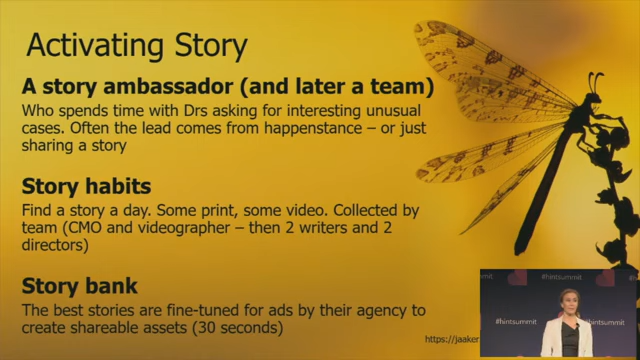 Activating Story
A story ambassador (and later a team)
Who spends time with Drs asking for interesting unusual
cases. Often the lead comes from happenstance – or just
sharing a story
Story habits
Find a story a day. Some print, some video. Collected by
team (CMO and videographer – then 2 writers and 2
directors)
Story bank
The best stories are fine-tuned for ads by their agency to
create shareable assets (30 seconds)
https://jaaker
#hintsummit
#hintsummit
#hintsummit